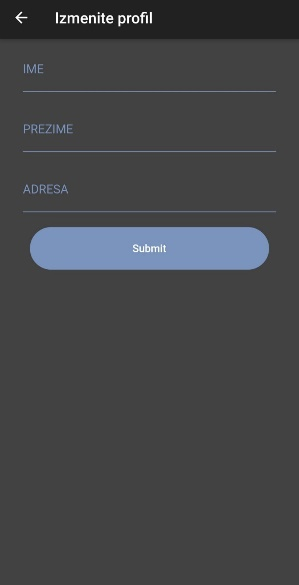 Izmenite profil
IME
PREZIME
ADRESA
Submit